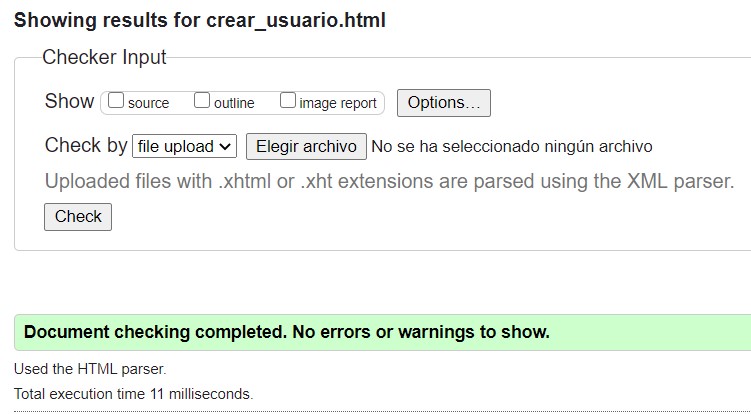 Showing results for crear_usuario.html
Checker Input
Show source outline image report Options...
Check by file upload Elegir archivo No se ha seleccionado ningún archivo
Uploaded files with .xhtml or .xht extensions are parsed using the XML parser.
Check
Document checking completed. No errors or warnings to show.
Used the HTML parser.
Total execution time 11 milliseconds.